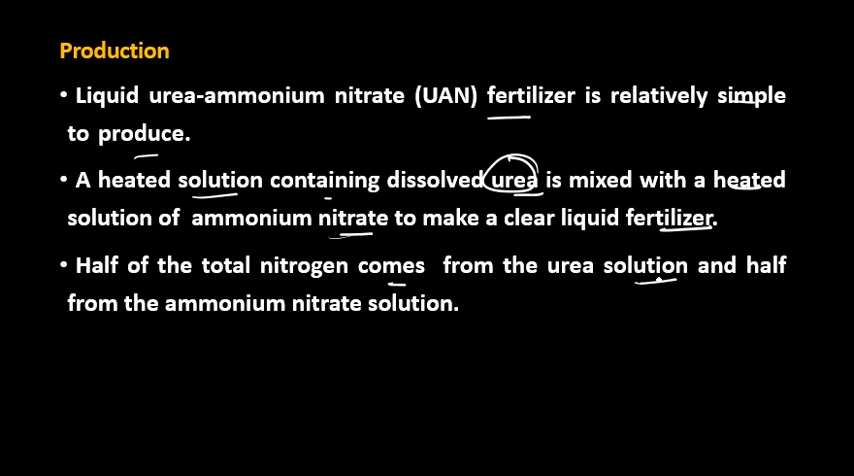 Production
• Liquid urea-ammonium nitrate (UAN) fertilizer is relatively simple
to produce.
• A heated solution containing dissolved urea is mixed with a heated
solution of ammonium nitrate to make a clear liquid fertilizer.
• Half of the total nitrogen comes from the urea solution and half
from the ammonium nitrate solution.